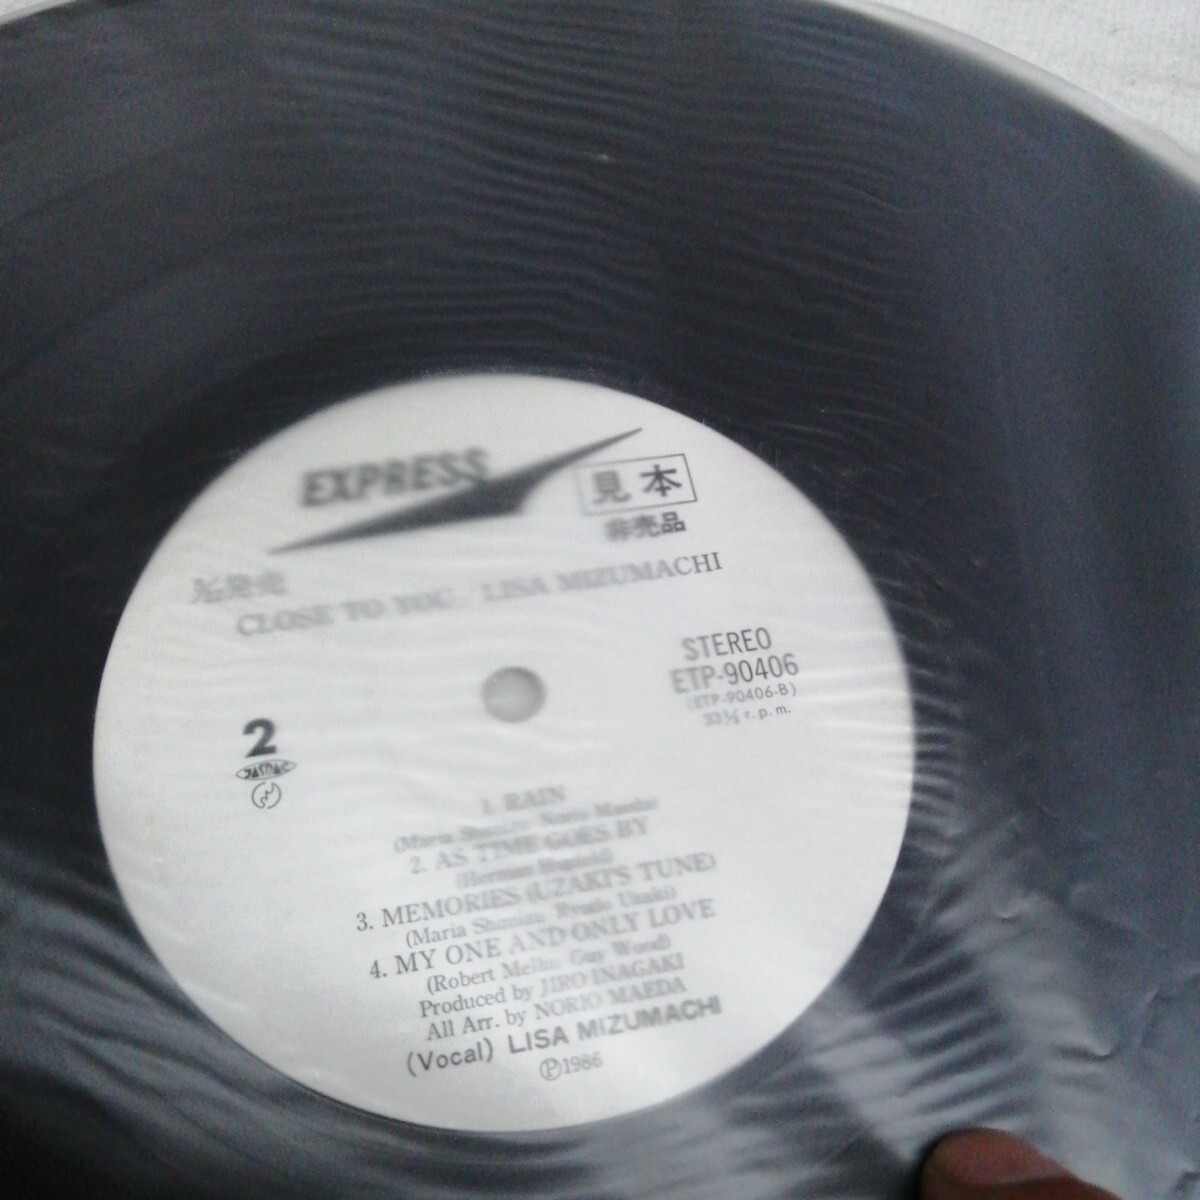 EXPRESS
見本
非売品
CLOSE TO YOU / LISA MIZUMACHI
STEREO
ETP-90406
(ETP-90406-B)
33⅓ r.p.m.
2
JASRAC
1. RAIN
(Maria Shimizu Norio Maeda)
2. AS TIME GOES BY
(Herman Hupfeld)
3. MEMORIES (UZAKI'S TUNE)
(Maria Shimizu Ryudo Uzaki)
4. MY ONE AND ONLY LOVE
(Robert Mellin. Guy Wood)
Produced by JIRO INAGAKI
All Arr. by NORIO MAEDA
(Vocal) LISA MIZUMACHI
Ⓟ1986